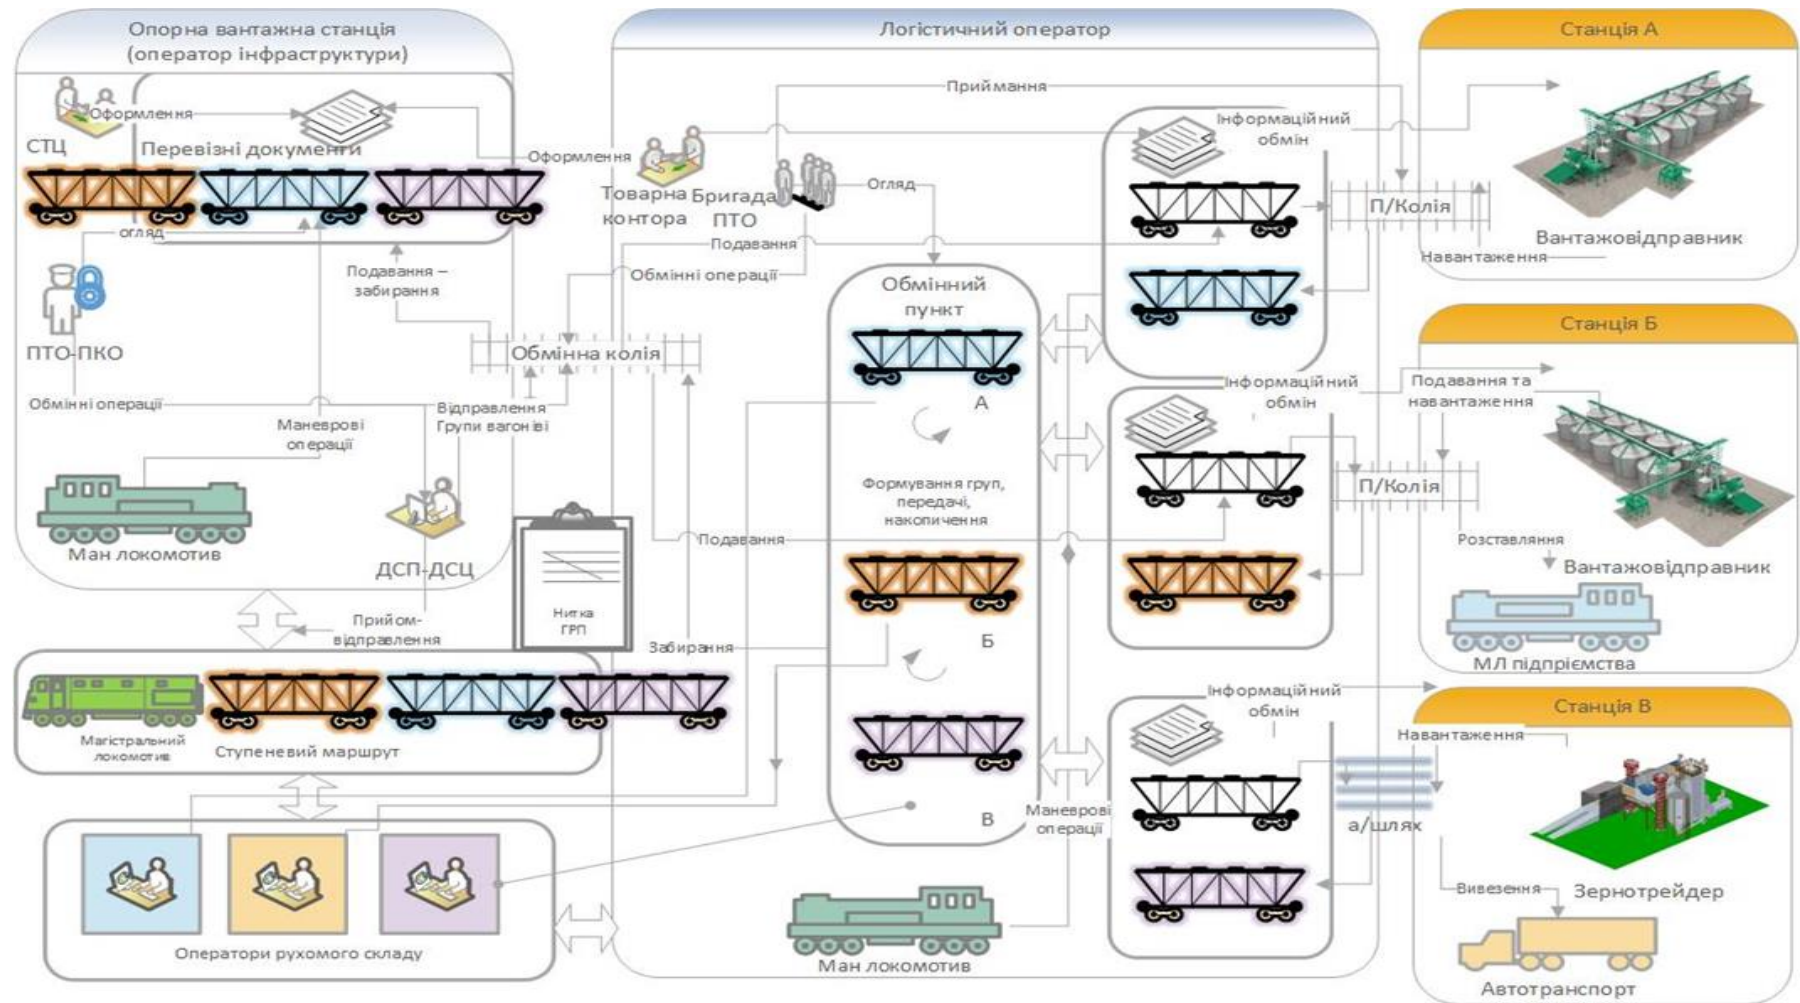 Опорна вантажна станція
(оператор інфраструктури)
Оформлення
СТЦ
Перевізні документи
огляд
ПТО-ПКО
Обмінні операції
Подавання –
забирання
Маневрові
операції
Відправлення
Групи вагонів
Ман локомотив
ДСП-ДСЦ
Прийом-
відправлення
Нитка
ГРП
Магістральний
локомотив
Ступеневий маршрут
Оператори рухомого складу
Логістичний оператор
Приймання
Оформлення
Товарна
контора
Бригада
ПТО
Огляд
Подавання
Обмінні операції
Обмінна колія
Обмінний
пункт
А
Формування груп,
передачі,
накопичення
Подавання
Б
Забирання
В
Маневрові
операції
Ман локомотив
Інформаційний
обмін
Інформаційний
обмін
Інформаційний
обмін
Станція А
П/Колія
Вантажовідправник
Навантаження
Станція Б
Подавання та
навантаження
П/Колія
Розставляння
Вантажовідправник
МЛ підприємства
Станція В
Навантаження
а/шлях
Вивезення
Зернотрейдер
Автотранспорт